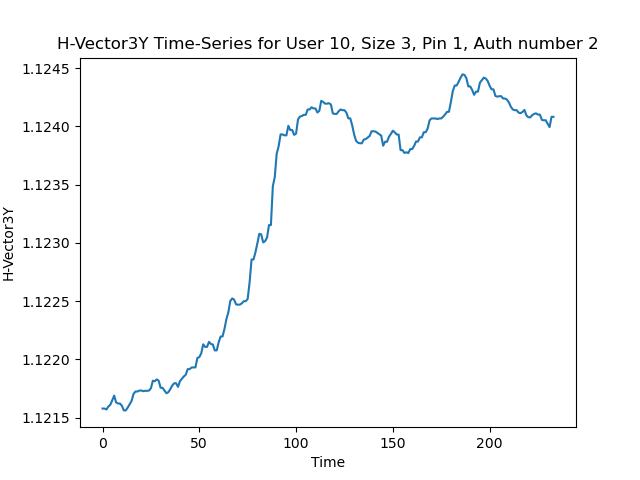 H-Vector3Y Time-Series for User 10, Size 3, Pin 1, Auth number 2
1.1245
1.1240
1.1235
1.1230
1.1225
1.1220
1.1215
H-Vector3Y
0 50 100 150 200
Time